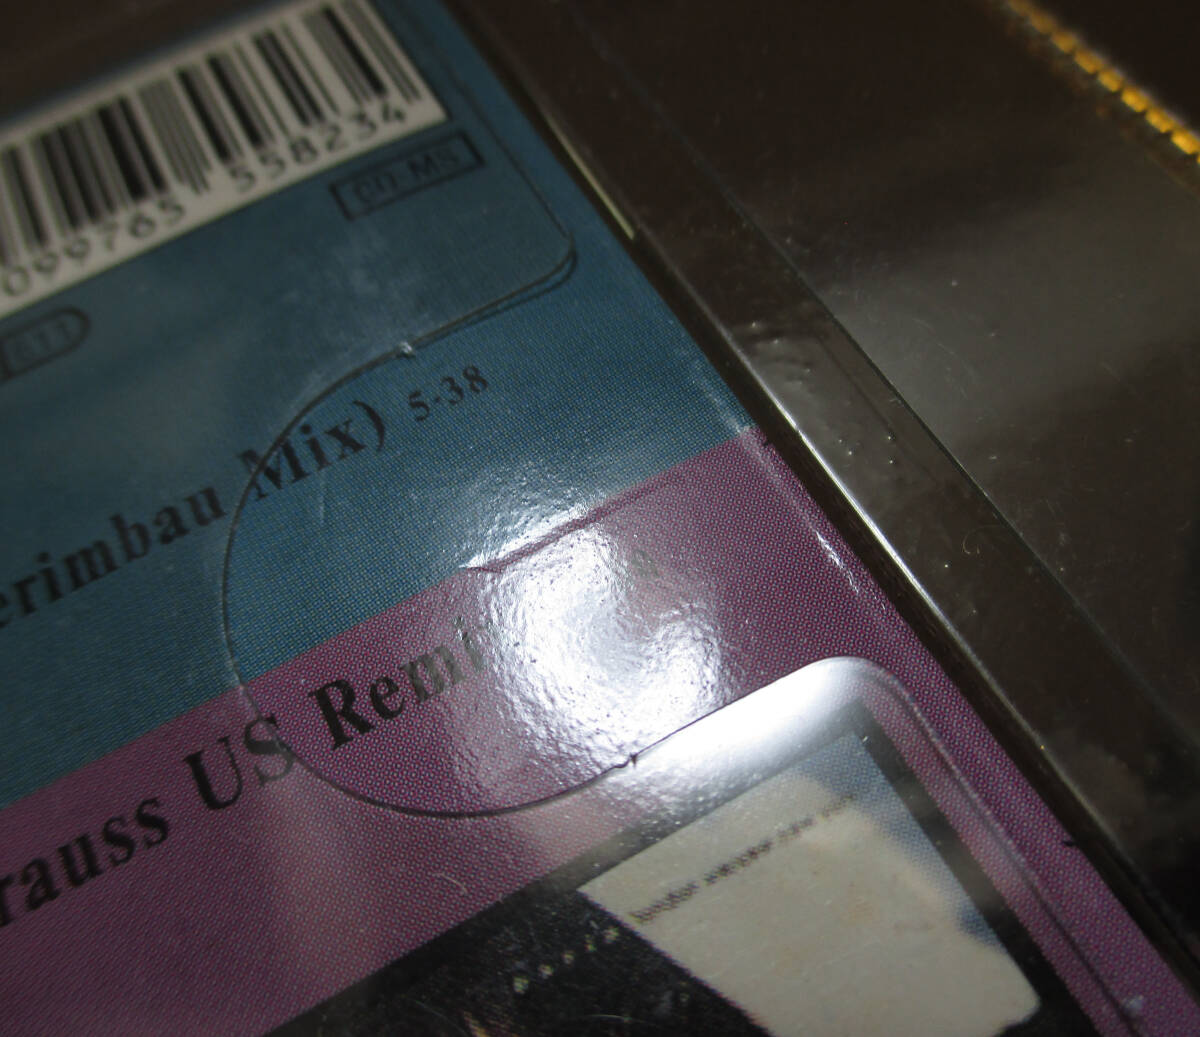 099765 558234
CD-MS
erimbau Mix) 5-38
rauss US Remi